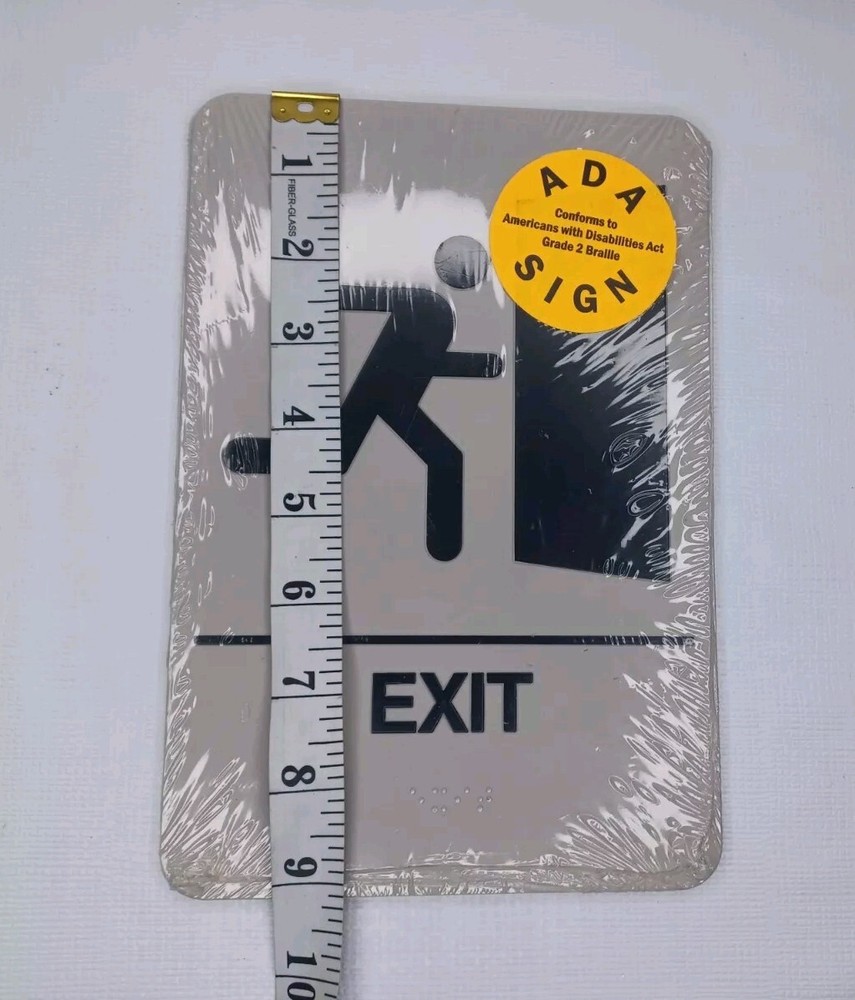 1
FIBER-GLASS
2
3
4
5
6
7
8
9
10
ADA
Conforms to
Americans with Disabilities Act
Grade 2 Braille
SIGN
EXIT